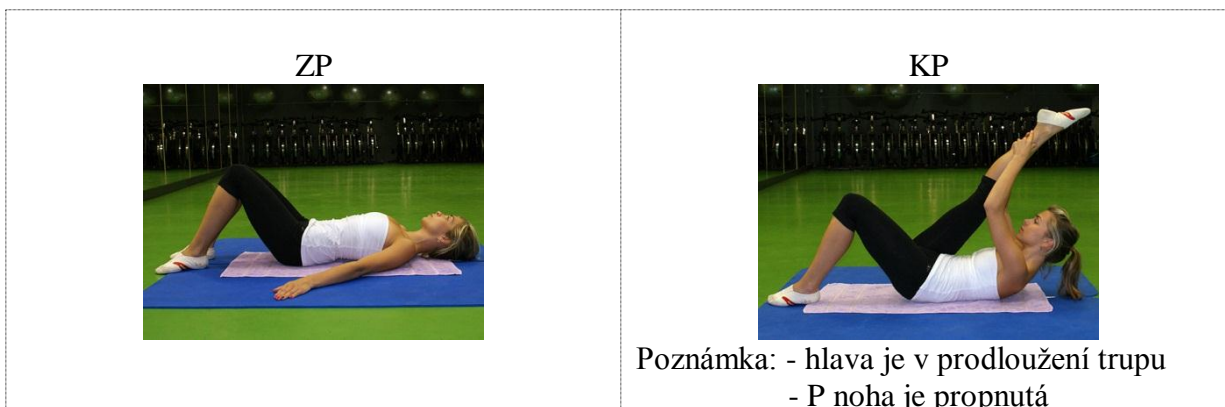 ZP
KP
Poznámka: - hlava je v prodloužení trupu
- P noha je propnutá